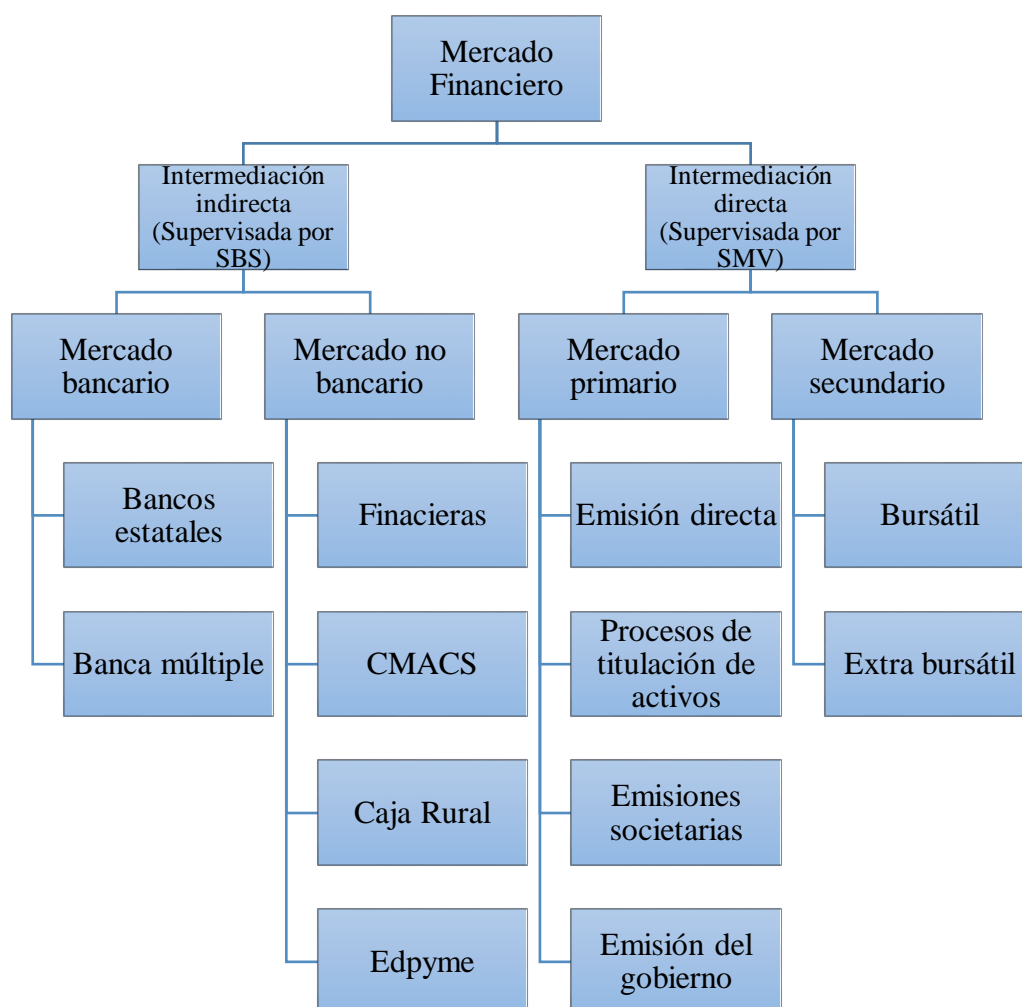 Mercado
Financiero
Intermediación
indirecta
(Supervisada por
SBS)
Intermediación
directa
(Supervisada por
SMV)
Mercado
bancario
Mercado no
bancario
Mercado
primario
Mercado
secundario
Bancos
estatales
Finacieras
Emisión directa
Bursátil
Banca múltiple
CMACS
Procesos de
titulación de
activos
Extra bursátil
Caja Rural
Emisiones
societarias
Edpyme
Emisión del
gobierno